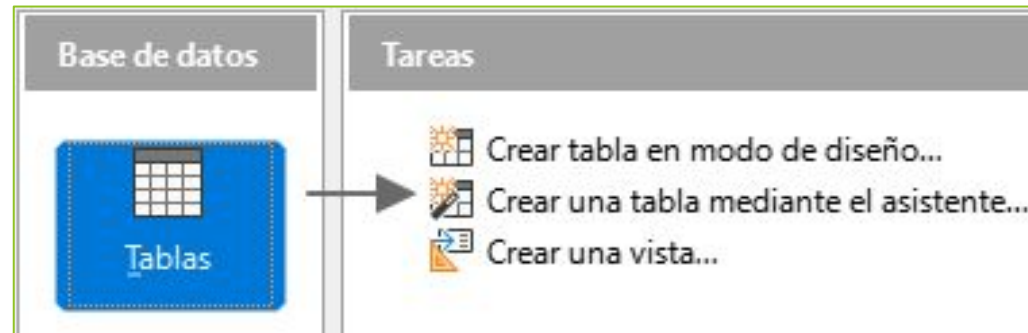 Base de datos
Tareas
Tablas
Crear tabla en modo de diseño...
Crear una tabla mediante el asistente...
Crear una vista...